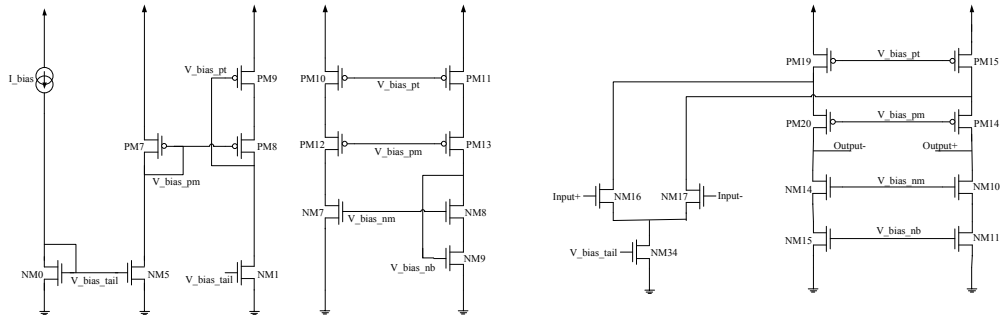 I_bias
V_bias_pt
PM9
PM10
V_bias_pt
PM11
PM19
V_bias_pt
PM15
PM7
PM8
V_bias_pm
PM12
V_bias_pm
PM13
PM20
V_bias_pm
PM14
Output-
Output+
NM7
V_bias_nm
NM8
Input+
NM16
NM17
Input-
NM14
V_bias_nm
NM10
NM0
V_bias_tail
NM5
V_bias_tail
NM1
V_bias_nb
NM9
V_bias_tail
NM34
NM15
V_bias_nb
NM11